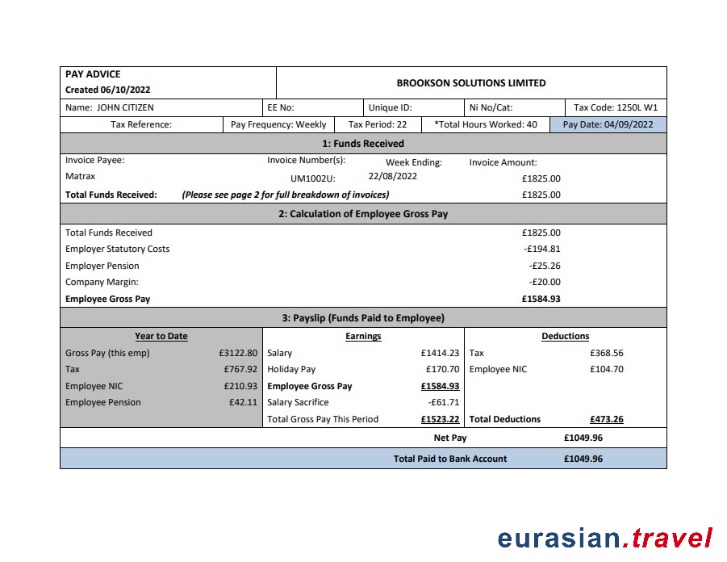 PAY ADVICE
Created 06/10/2022
BROOKSON SOLUTIONS LIMITED
Name: JOHN CITIZEN EE No: Unique ID: Ni No/Cat: Tax Code: 1250L W1
Tax Reference: Pay Frequency: Weekly Tax Period: 22 *Total Hours Worked: 40 Pay Date: 04/09/2022
1: Funds Received
Invoice Payee: Invoice Number(s): Week Ending: Invoice Amount:
Matrax UM1002U: 22/08/2022 £1825.00
Total Funds Received: (Please see page 2 for full breakdown of invoices) £1825.00
2: Calculation of Employee Gross Pay
Total Funds Received £1825.00
Employer Statutory Costs -£194.81
Employer Pension -£25.26
Company Margin: -£20.00
Employee Gross Pay £1584.93
3: Payslip (Funds Paid to Employee)
Year to Date Earnings Deductions
Gross Pay (this emp) £3122.80 Salary £1414.23 Tax £368.56
Tax £767.92 Holiday Pay £170.70 Employee NIC £104.70
Employee NIC £210.93 Employee Gross Pay £1584.93
Employee Pension £42.11 Salary Sacrifice -£61.71
Total Gross Pay This Period £1523.22 Total Deductions £473.26
Net Pay £1049.96
Total Paid to Bank Account £1049.96
eurasian.travel